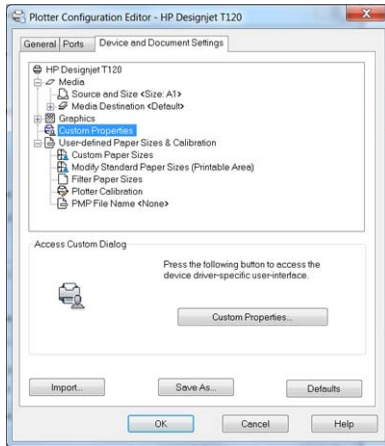 Plotter Configuration Editor - HP Designjet T120
General Ports Device and Document Settings
HP Designjet T120
Media
Source and Size <Size: A1>
Media Destination <Default>
Graphics
Custom Properties
User-defined Paper Sizes & Calibration
Custom Paper Sizes
Modify Standard Paper Sizes (Printable Area)
Filter Paper Sizes
Plotter Calibration
PMP File Name <None>
Access Custom Dialog
Press the following button to access the
device driver-specific user-interface.
Custom Properties...
Import... Save As... Defaults
OK Cancel Help